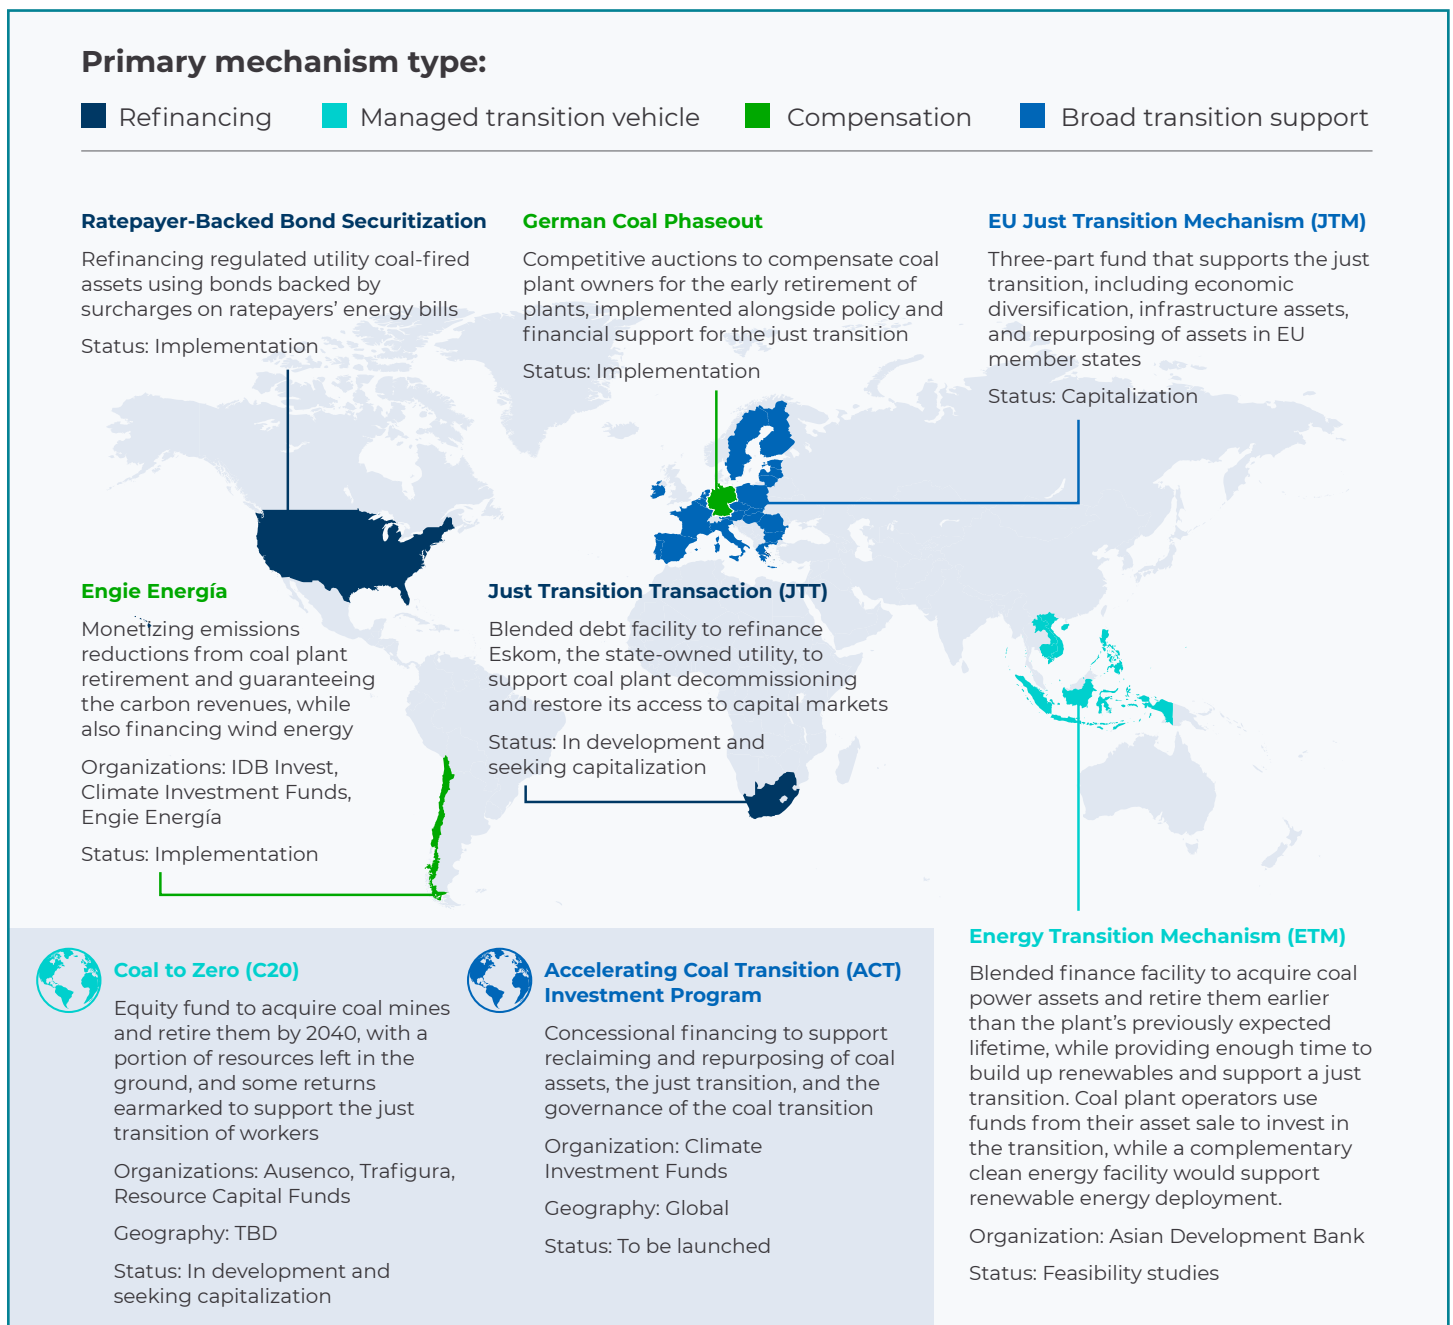 Primary mechanism type:
Refinancing
Managed transition vehicle
Compensation
Broad transition support
Ratepayer-Backed Bond Securitization
Refinancing regulated utility coal-fired
assets using bonds backed by
surcharges on ratepayers' energy bills
Status: Implementation
German Coal Phaseout
Competitive auctions to compensate coal
plant owners for the early retirement of
plants, implemented alongside policy and
financial support for the just transition
Status: Implementation
EU Just Transition Mechanism (JTM)
Three-part fund that supports the just
transition, including economic
diversification, infrastructure assets,
and repurposing of assets in EU
member states
Status: Capitalization
Engie Energía
Monetizing emissions
reductions from coal plant
retirement and guaranteeing
the carbon revenues, while
also financing wind energy
Organizations: IDB Invest,
Climate Investment Funds,
Engie Energía
Status: Implementation
Just Transition Transaction (JTT)
Blended debt facility to refinance
Eskom, the state-owned utility, to
support coal plant decommissioning
and restore its access to capital markets
Status: In development and
seeking capitalization
Coal to Zero (C20)
Equity fund to acquire coal mines
and retire them by 2040, with a
portion of resources left in the
ground, and some returns
earmarked to support the just
transition of workers
Organizations: Ausenco, Trafigura,
Resource Capital Funds
Geography: TBD
Status: In development and
seeking capitalization
Accelerating Coal Transition (ACT)
Investment Program
Concessional financing to support
reclaiming and repurposing of coal
assets, the just transition, and the
governance of the coal transition
Organization: Climate
Investment Funds
Geography: Global
Status: To be launched
Energy Transition Mechanism (ETM)
Blended finance facility to acquire coal
power assets and retire them earlier
than the plant's previously expected
lifetime, while providing enough time to
build up renewables and support a just
transition. Coal plant operators use
funds from their asset sale to invest in
the transition, while a complementary
clean energy facility would support
renewable energy deployment.
Organization: Asian Development Bank
Status: Feasibility studies